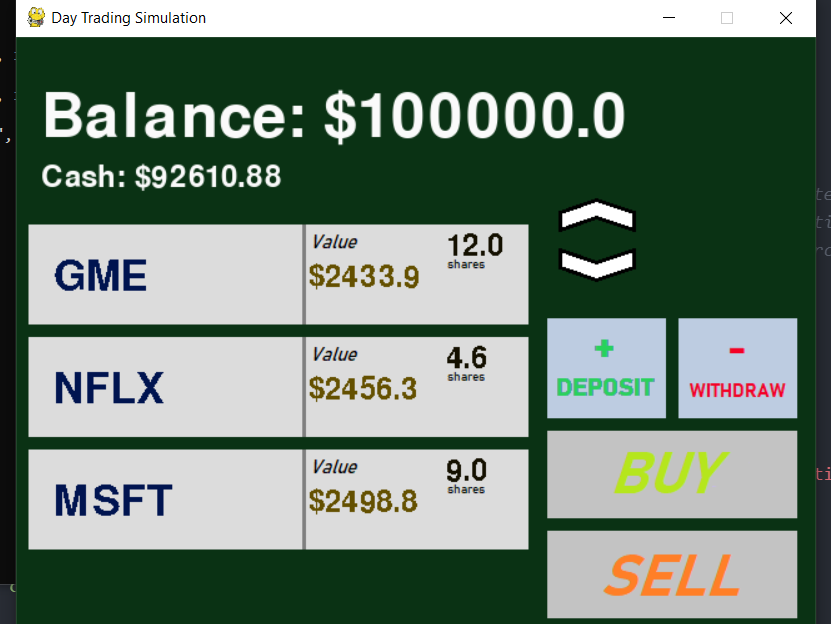 Day Trading Simulation
Balance: $100000.0
Cash: $92610.88
GME
Value
$2433.9
12.0
shares
NFLX
Value
$2456.3
4.6
shares
MSFT
Value
$2498.8
9.0
shares
+
DEPOSIT
-
WITHDRAW
BUY
SELL